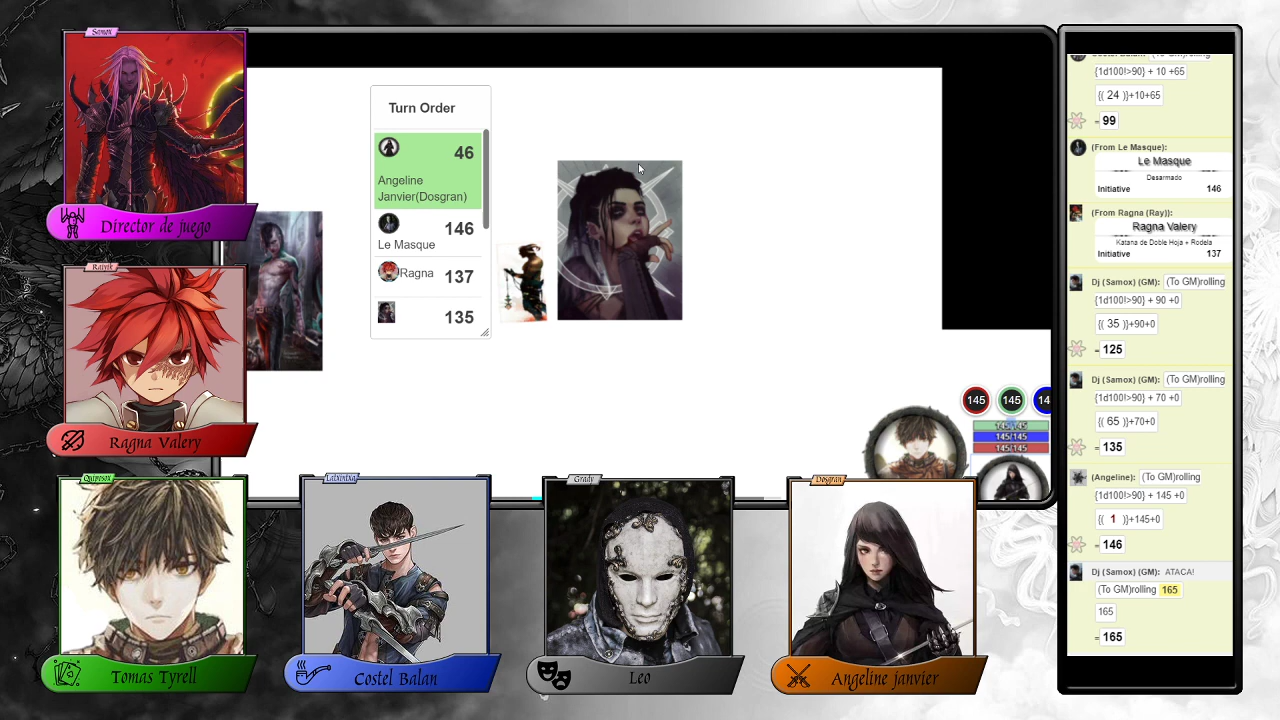 Samox
Director de juego
Raiyik
Ragna Valery
Quipesox
Tomas Tyrell
Costel Balan
Grady
Leo
Dosgran
Angeline janvier
Turn Order
46
Angeline
Janvier(Dosgran)
146
Le Masque
Ragna
137
135
145
145
14
145/145
145/145
145/145
{1d100!>90} + 10 +65
{( 24 )}+10+65
=99
(From Le Masque):
Le Masque
Desarmado
Initiative 146
(From Ragna (Ray)):
Ragna Valery
Katana de Doble Hoja + Rodela
Initiative 137
Dj (Samox) (GM): (To GM)rolling
{1d100!>90} + 90 +0
{( 35 )}+90+0
=125
Dj (Samox) (GM): (To GM)rolling
{1d100!>90} + 70 +0
{( 65 )}+70+0
=135
(Angeline): (To GM)rolling
{1d100!>90} + 145 +0
{( 1 )}+145+0
=146
Dj (Samox) (GM): ATACA!
(To GM)rolling 165
165
=165